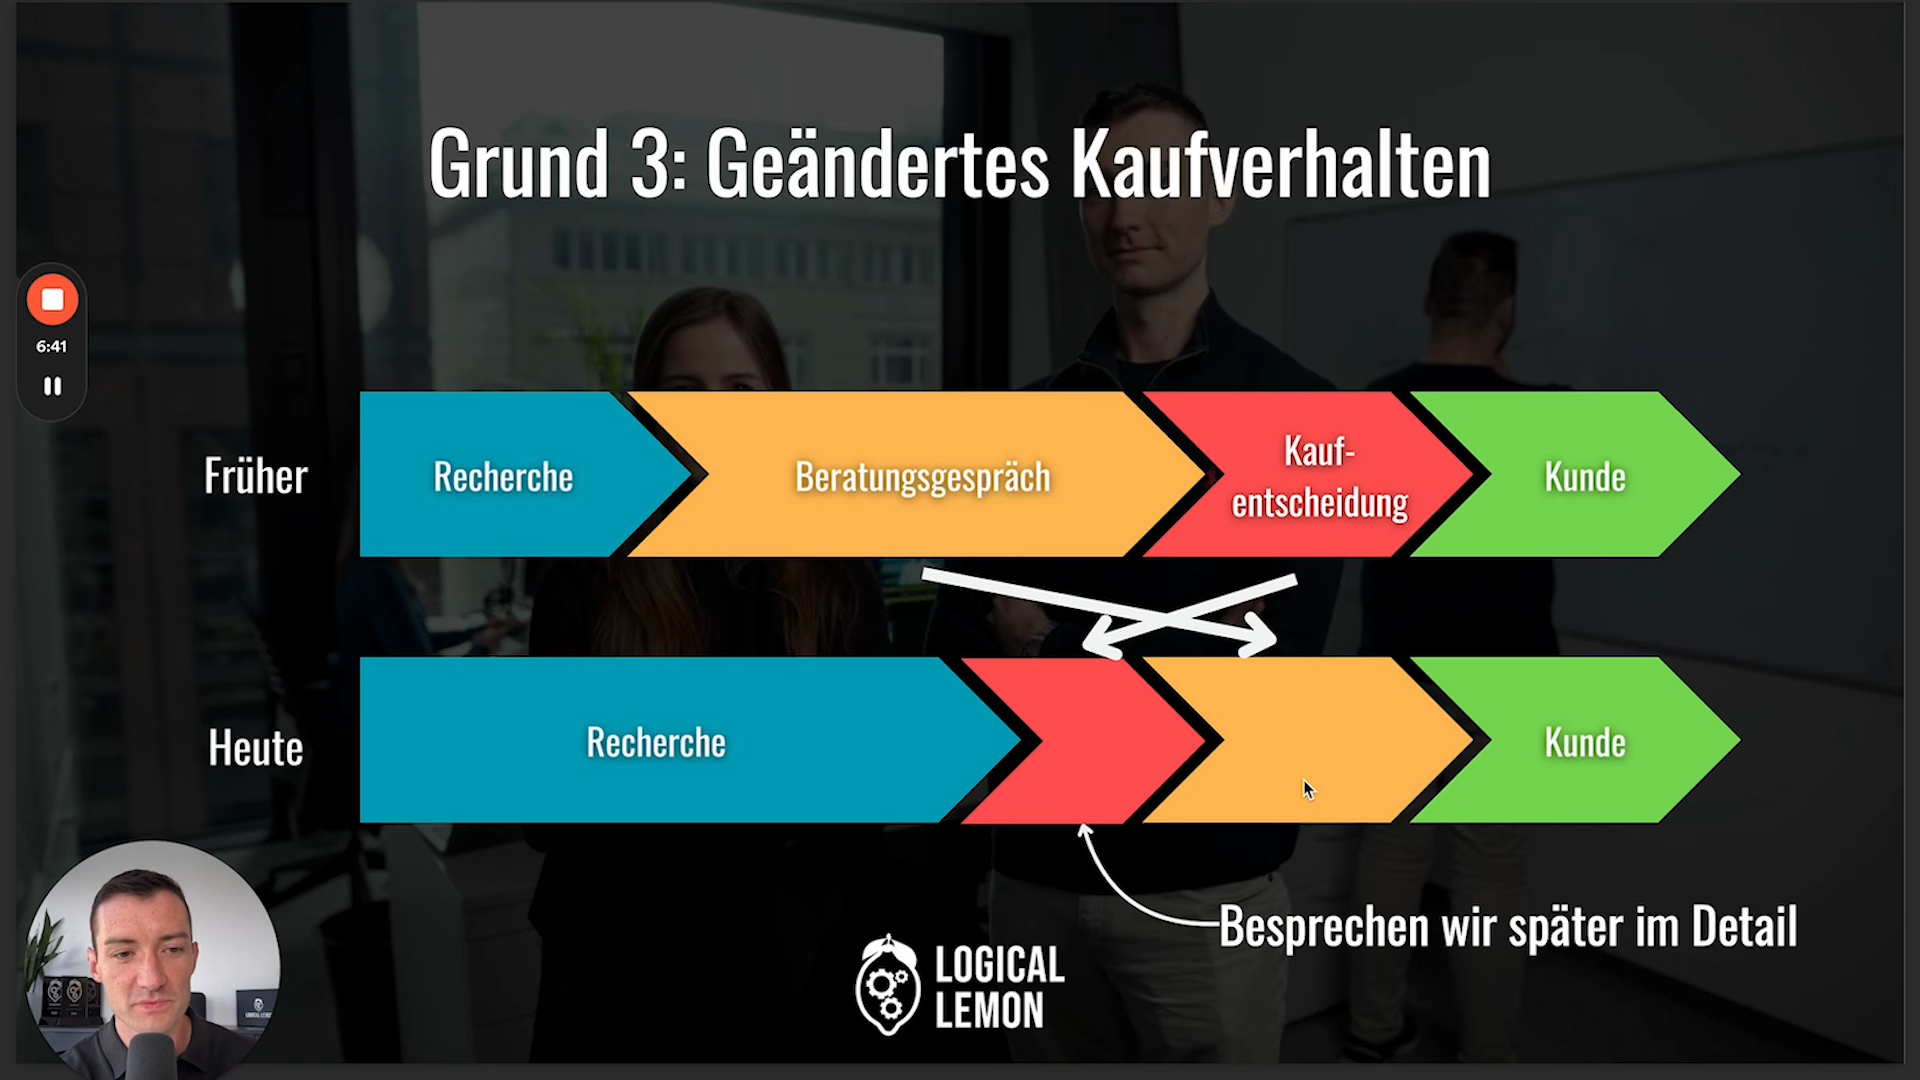 Grund 3: Geändertes Kaufverhalten
6:41
Früher
Recherche
Beratungsgespräch
Kauf-
entscheidung
Kunde
Heute
Recherche
Kunde
Besprechen wir später im Detail
LOGICAL
LEMON